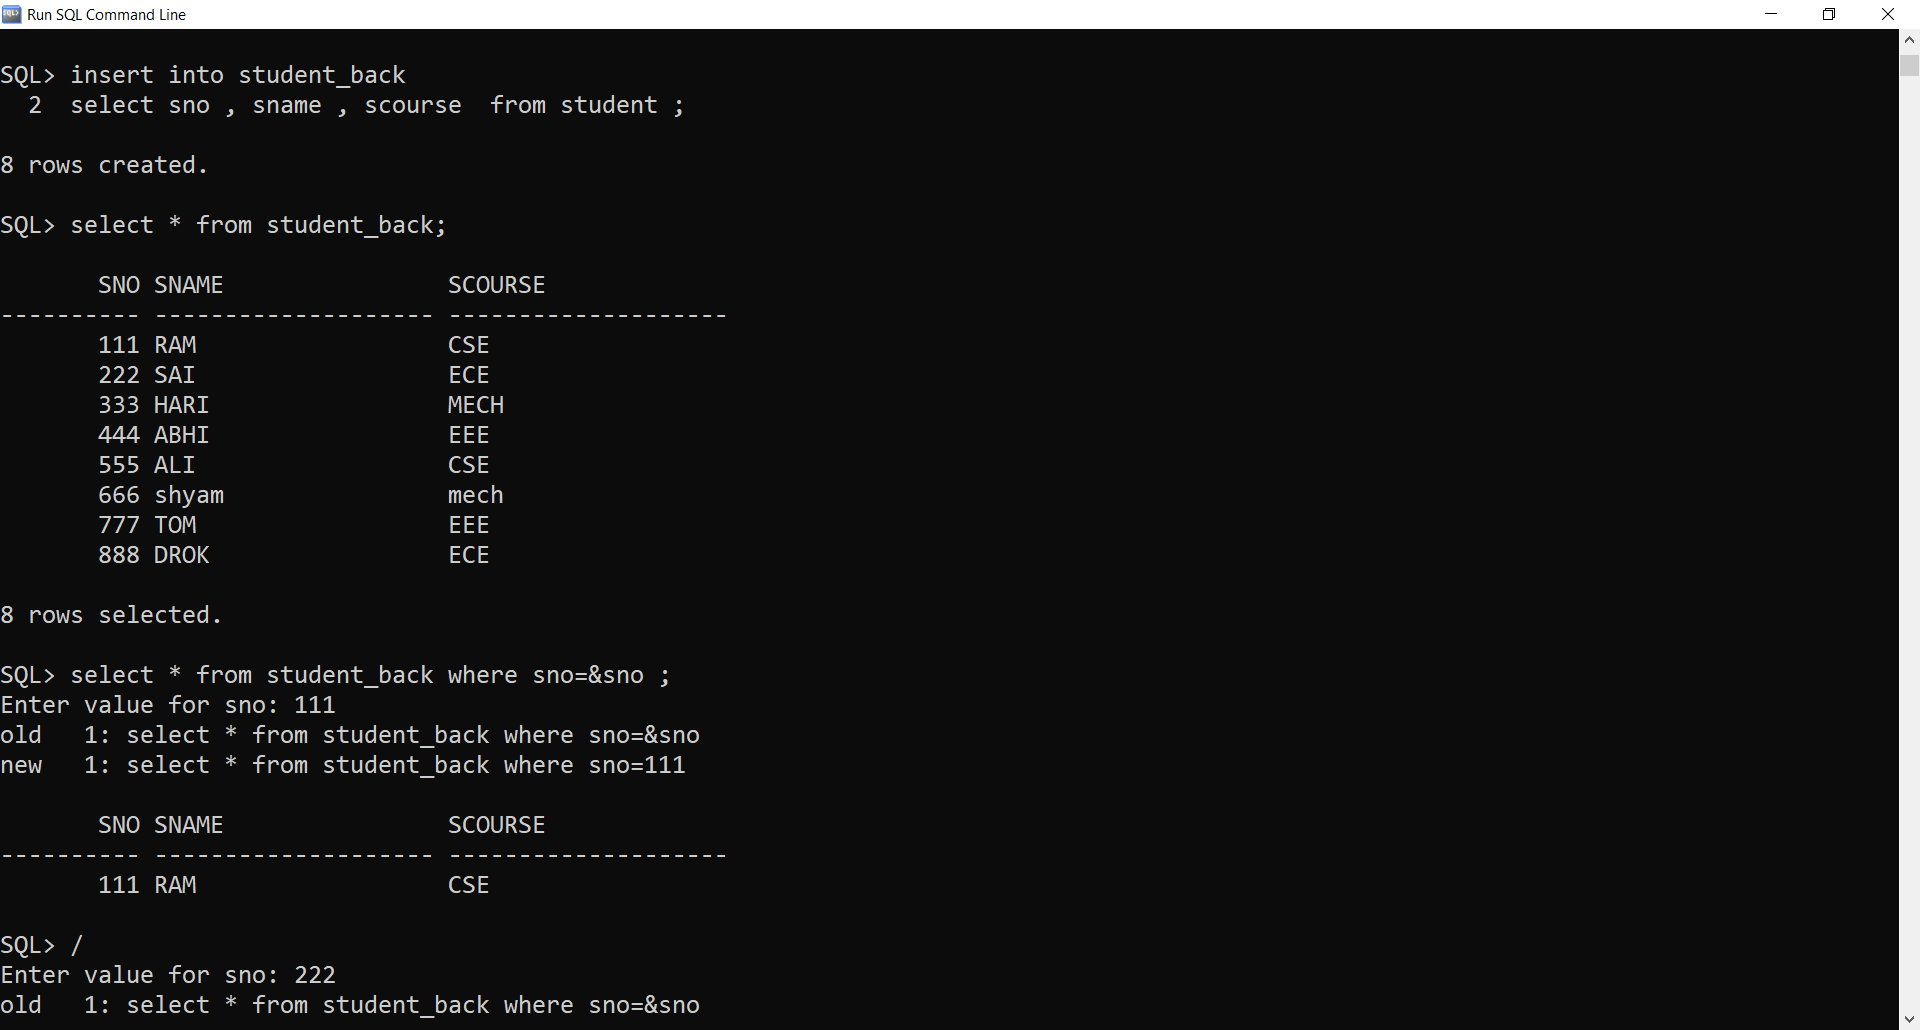 Run SQL Command Line
SQL> insert into student_back
  2  select sno , sname , scourse  from student ;
8 rows created.
SQL> select * from student_back;
       SNO SNAME                SCOURSE
---------- -------------------- --------------------
       111 RAM                  CSE
       222 SAI                  ECE
       333 HARI                 MECH
       444 ABHI                 EEE
       555 ALI                  CSE
       666 shyam                mech
       777 TOM                  EEE
       888 DROK                 ECE
8 rows selected.
SQL> select * from student_back where sno=&sno ;
Enter value for sno: 111
old   1: select * from student_back where sno=&sno
new   1: select * from student_back where sno=111
       SNO SNAME                SCOURSE
---------- -------------------- --------------------
       111 RAM                  CSE
SQL> /
Enter value for sno: 222
old   1: select * from student_back where sno=&sno